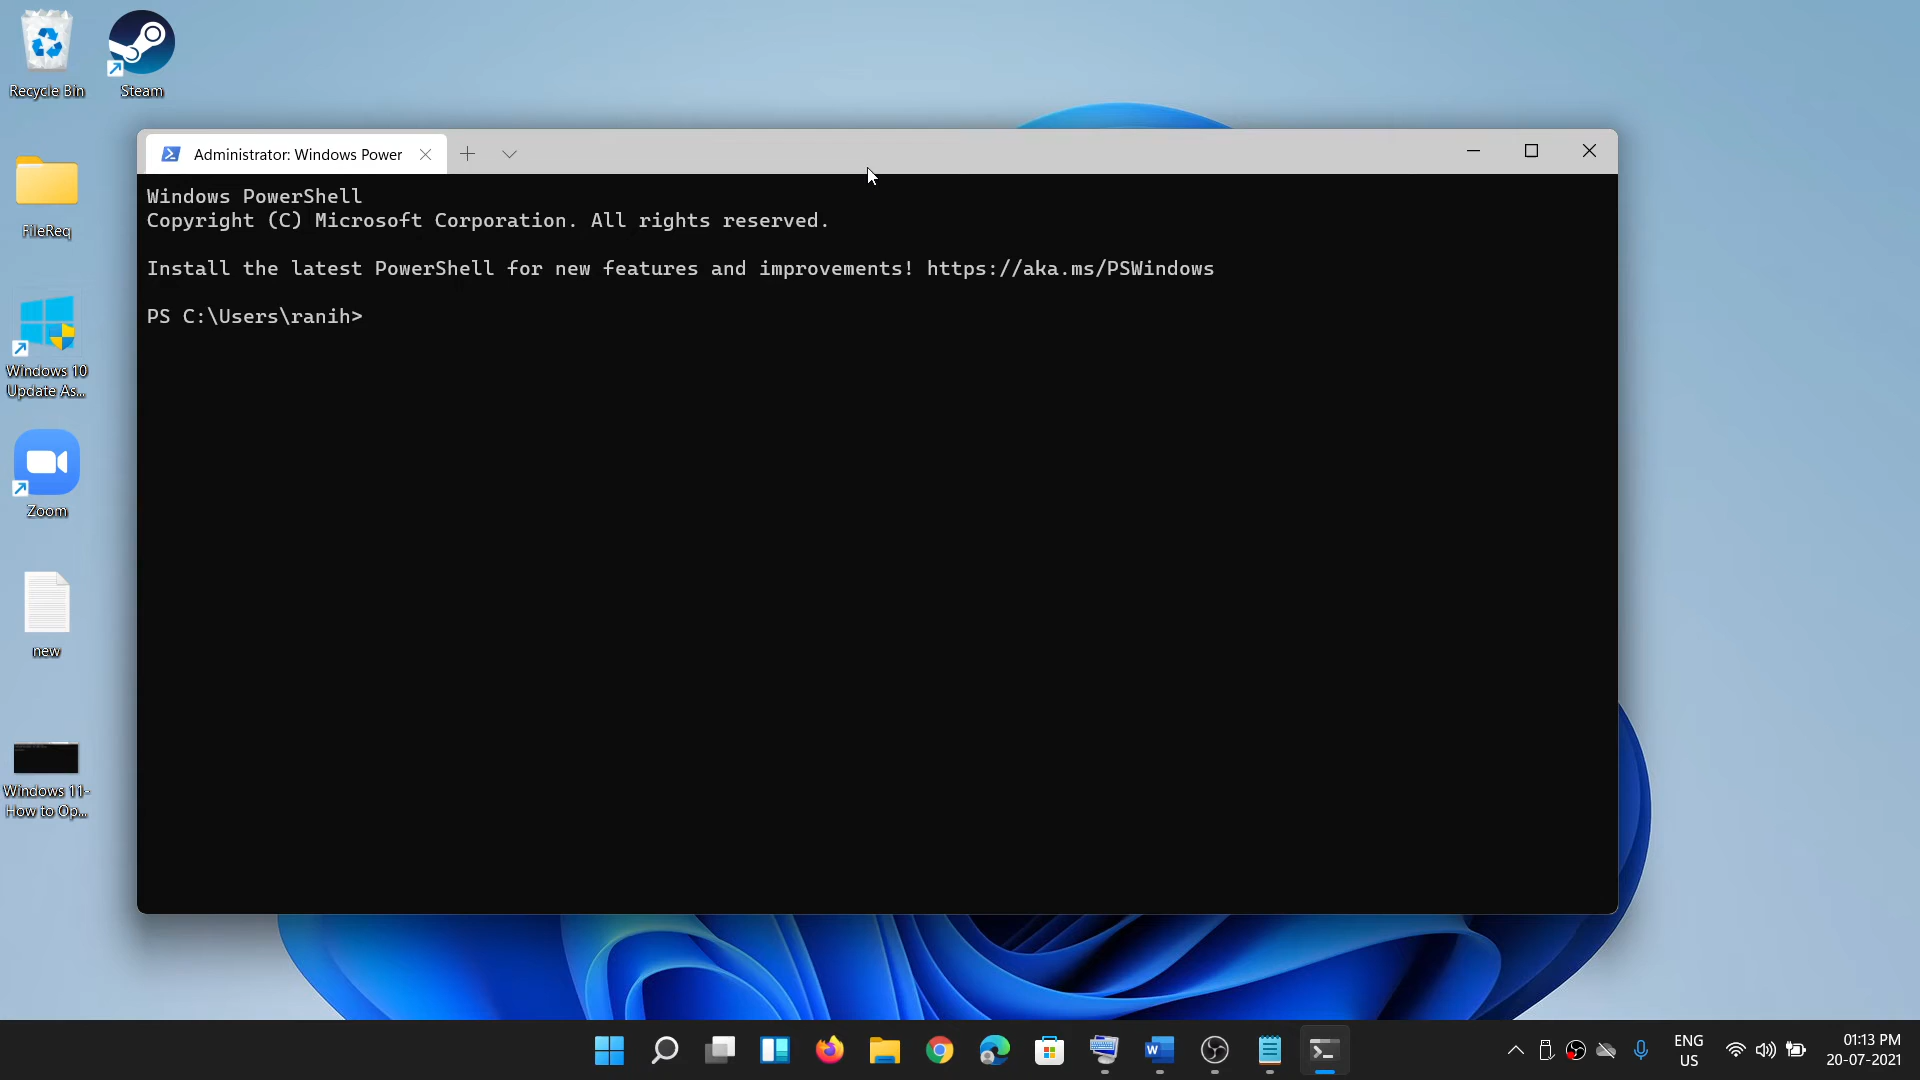 Recycle Bin
Steam
FileReq
Windows 10
Update As...
Zoom
new
Windows 11-
How to Op...
Administrator: Windows Power
Windows PowerShell
Copyright (C) Microsoft Corporation. All rights reserved.
Install the latest PowerShell for new features and improvements! https://aka.ms/PSWindows
PS C:\Users\ranih>
ENG
US
01:13 PM
20-07-2021